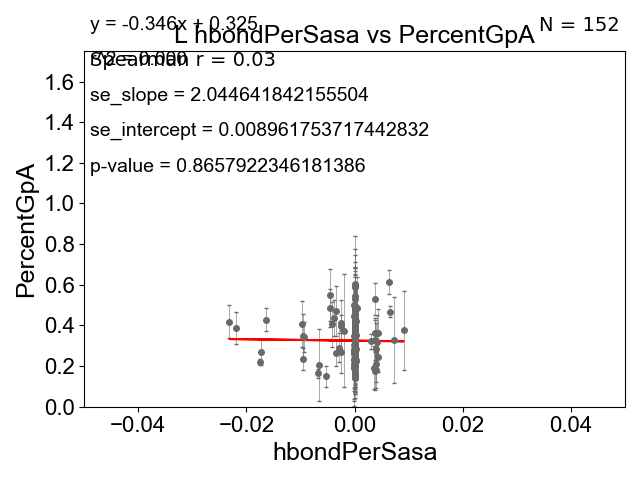 y = -0.346x + 0.325
N = 152
L hbondPerSasa vs PercentGpA
Spearman r = 0.03
se_slope = 2.044641842155504
se_intercept = 0.008961753717442832
p-value = 0.8657922346181386
PercentGpA
1.6
1.4
1.2
1.0
0.8
0.6
0.4
0.2
0.0
−0.04 −0.02 0.00 0.02 0.04
hbondPerSasa